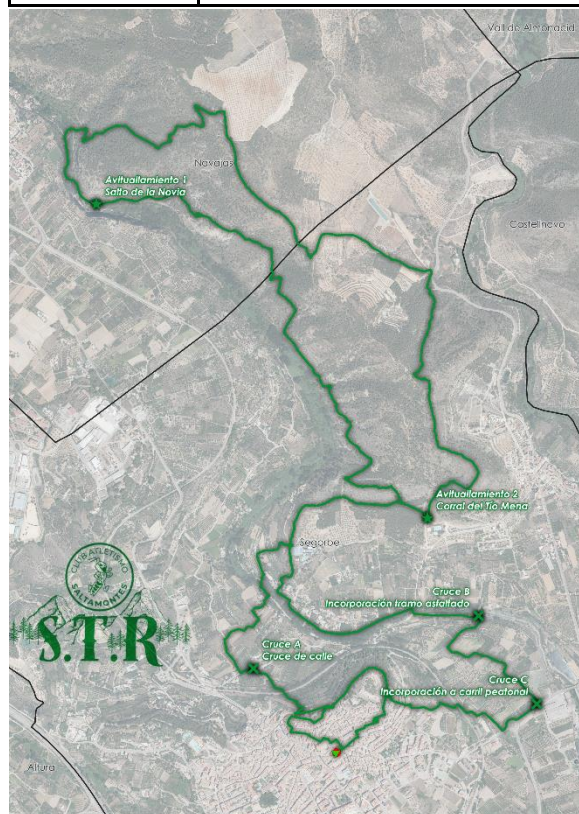 Vall de Almonacid
Navajas
Avituallamiento 1
Salto de la Novia
Castellnovo
Avituallamiento 2
Corral del Tío Mena
Segorbe
CLUB ATLETISMO
SALTAMONTES
S.T.R
Cruce B
Incorporación tramo asfaltado
Cruce A
Cruce de calle
Cruce C
Incorporación a carril peatonal
Altura